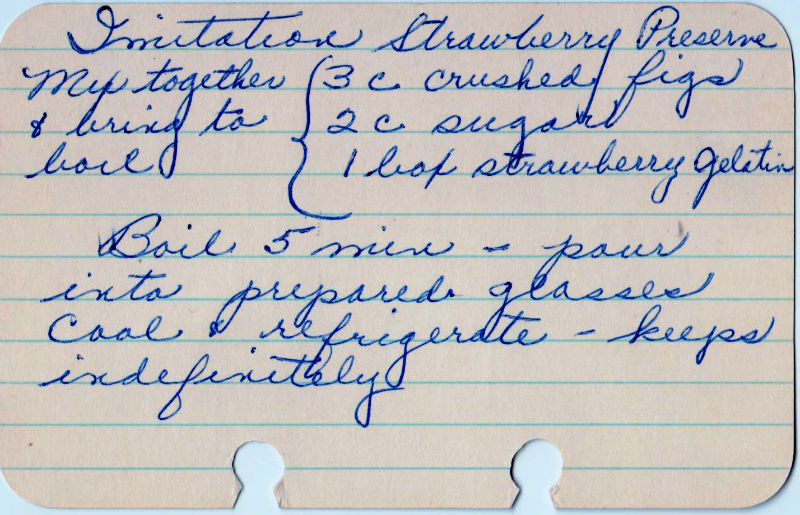 Imitation Strawberry Preserve
Mix together { 3 c crushed figs
& bring to 2 c sugar
boil 1 box strawberry gelatin
Boil 5 min - pour
into prepared glasses
Cool & refrigerate - keeps
indefinitely